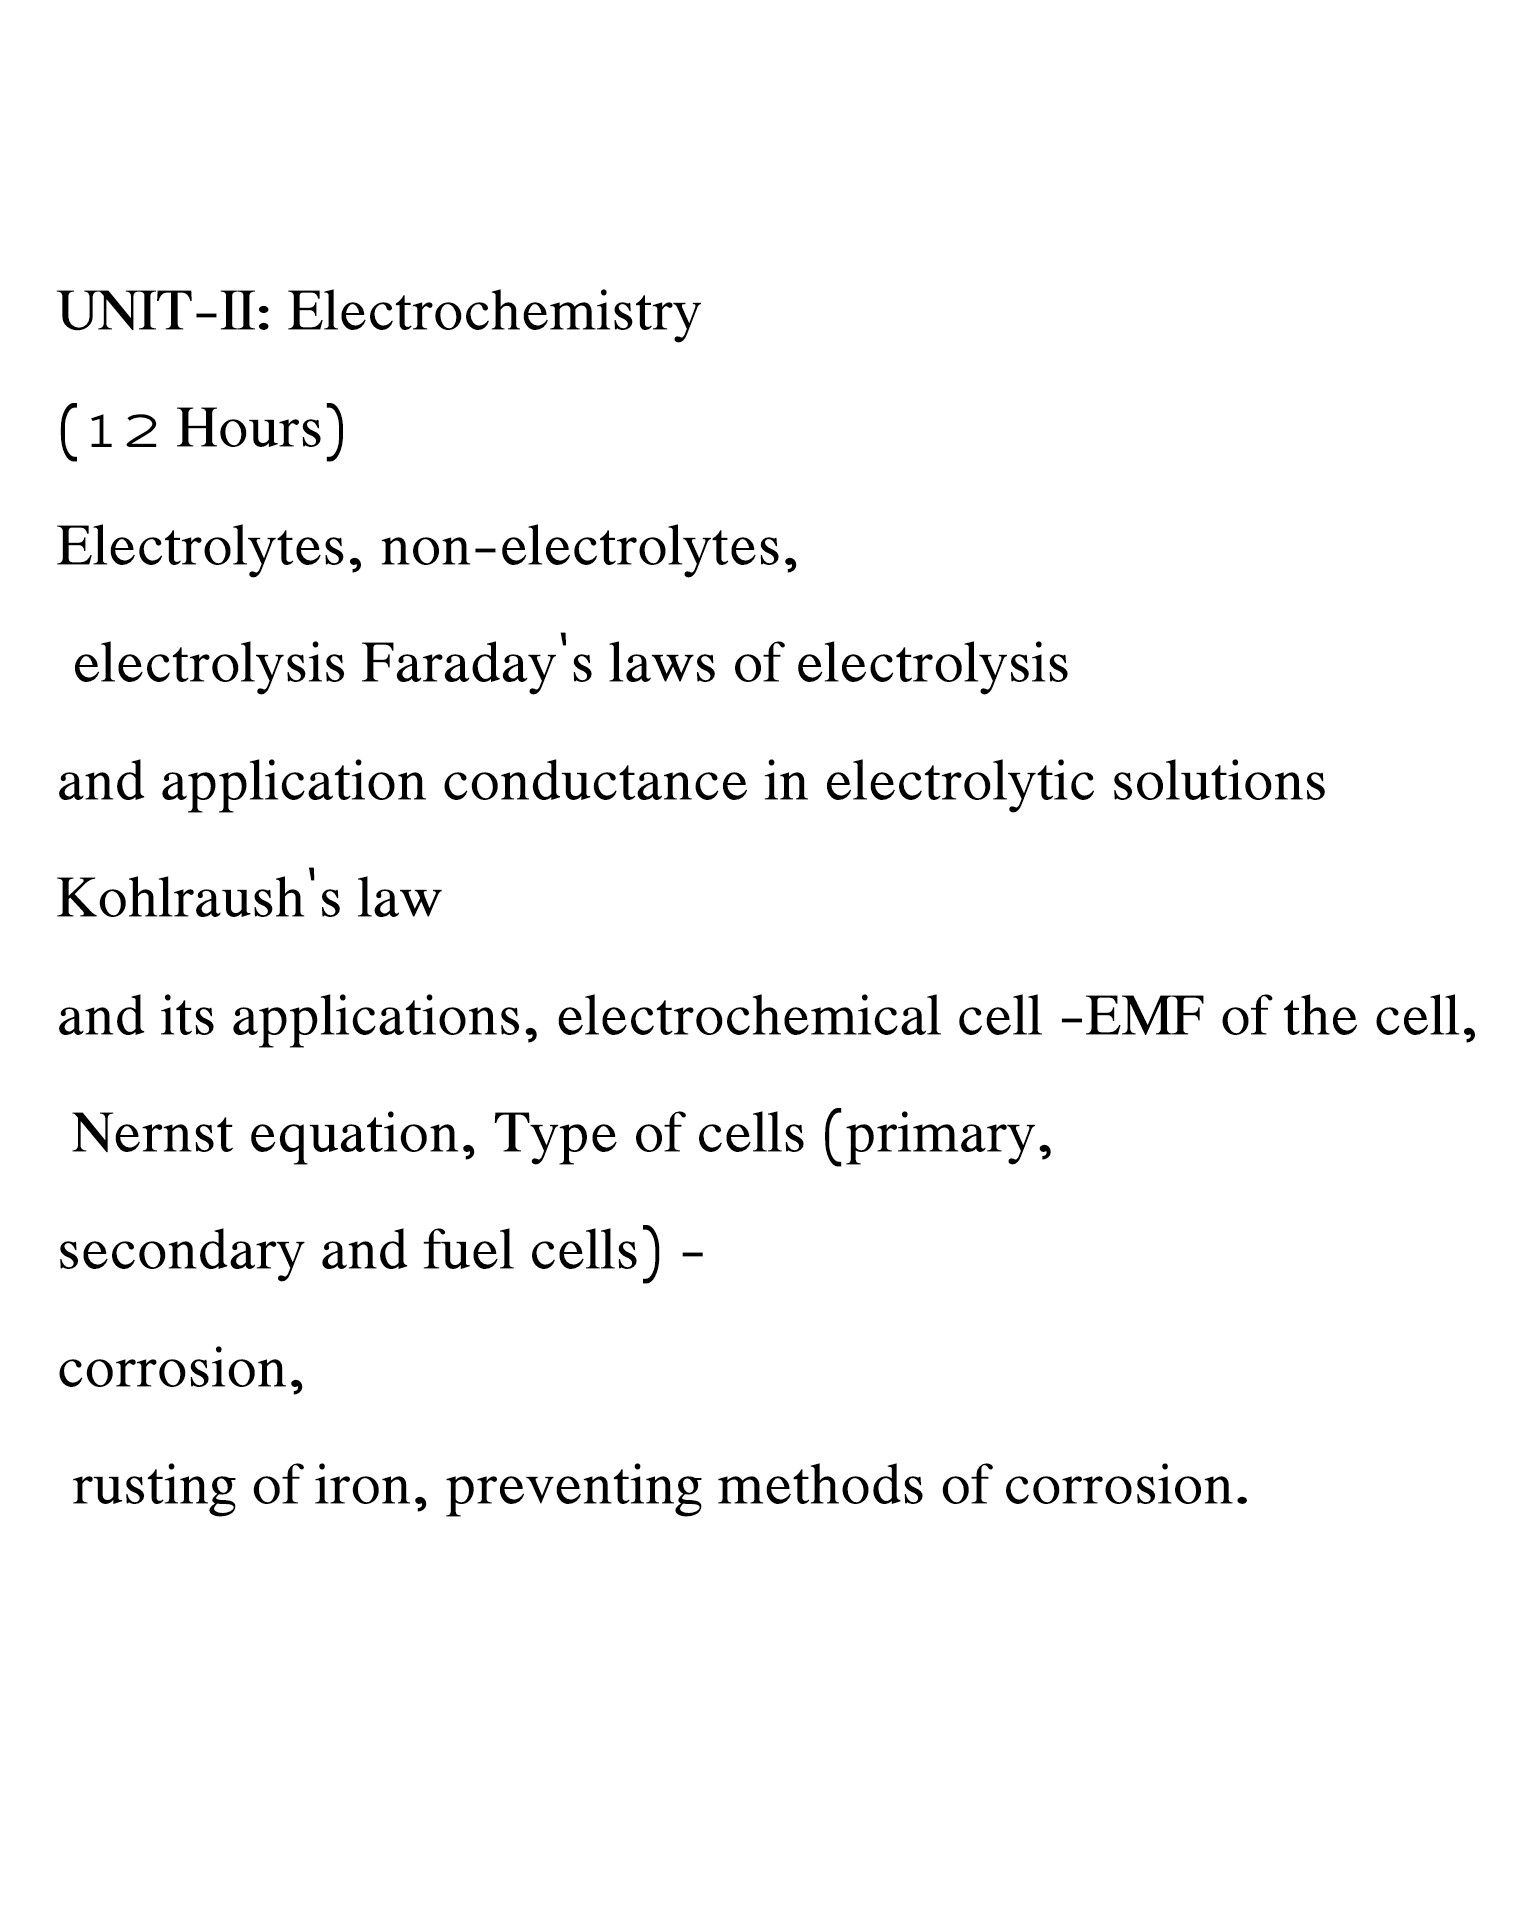 UNIT-II: Electrochemistry
(12 Hours)
Electrolytes, non-electrolytes,
electrolysis Faraday's laws of electrolysis
and application conductance in electrolytic solutions
Kohlraush's law
and its applications, electrochemical cell -EMF of the cell,
Nernst equation, Type of cells (primary,
secondary and fuel cells) -
corrosion,
rusting of iron, preventing methods of corrosion.